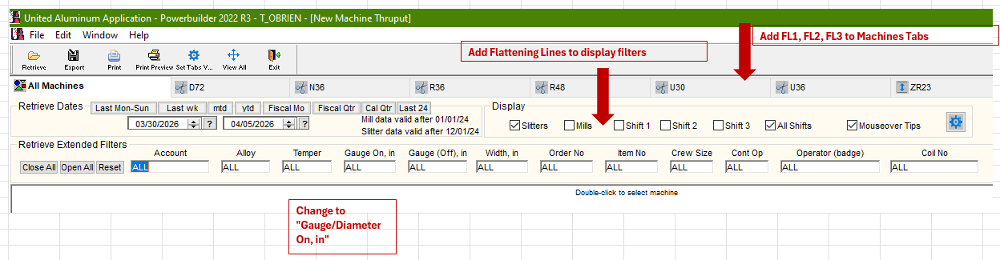 United Aluminum Application - Powerbuilder 2022 R3 - T_OBRIEN - [New Machine Thruput]
File Edit Window Help
Add FL1, FL2, FL3 to Machines Tabs
Add Flattening Lines to display filters
Retrieve Export Print Print Preview Set Tabs V... View All Exit
All Machines D72 N36 R36 R48 U30 U36 ZR23
Retrieve Dates Last Mon-Sun Last wk mtd ytd Fiscal Mo Fiscal Qtr Cal Qtr Last 24 Display
03/30/2026 ? 04/05/2026 ? Mill data valid after 01/01/24
Slitter data valid after 12/01/24
Slitters Mills Shift 1 Shift 2 Shift 3 All Shifts Mouseover Tips
Retrieve Extended Filters
Account Alloy Temper Gauge On, in Gauge (Off), in Width, in Order No Item No Crew Size Cont Op Operator (badge) Coil No
Close All Open All Reset ALL ALL ALL ALL ALL ALL ALL ALL ALL ALL ALL ALL
Double-click to select machine
Change to
"Gauge/Diameter
On, in"